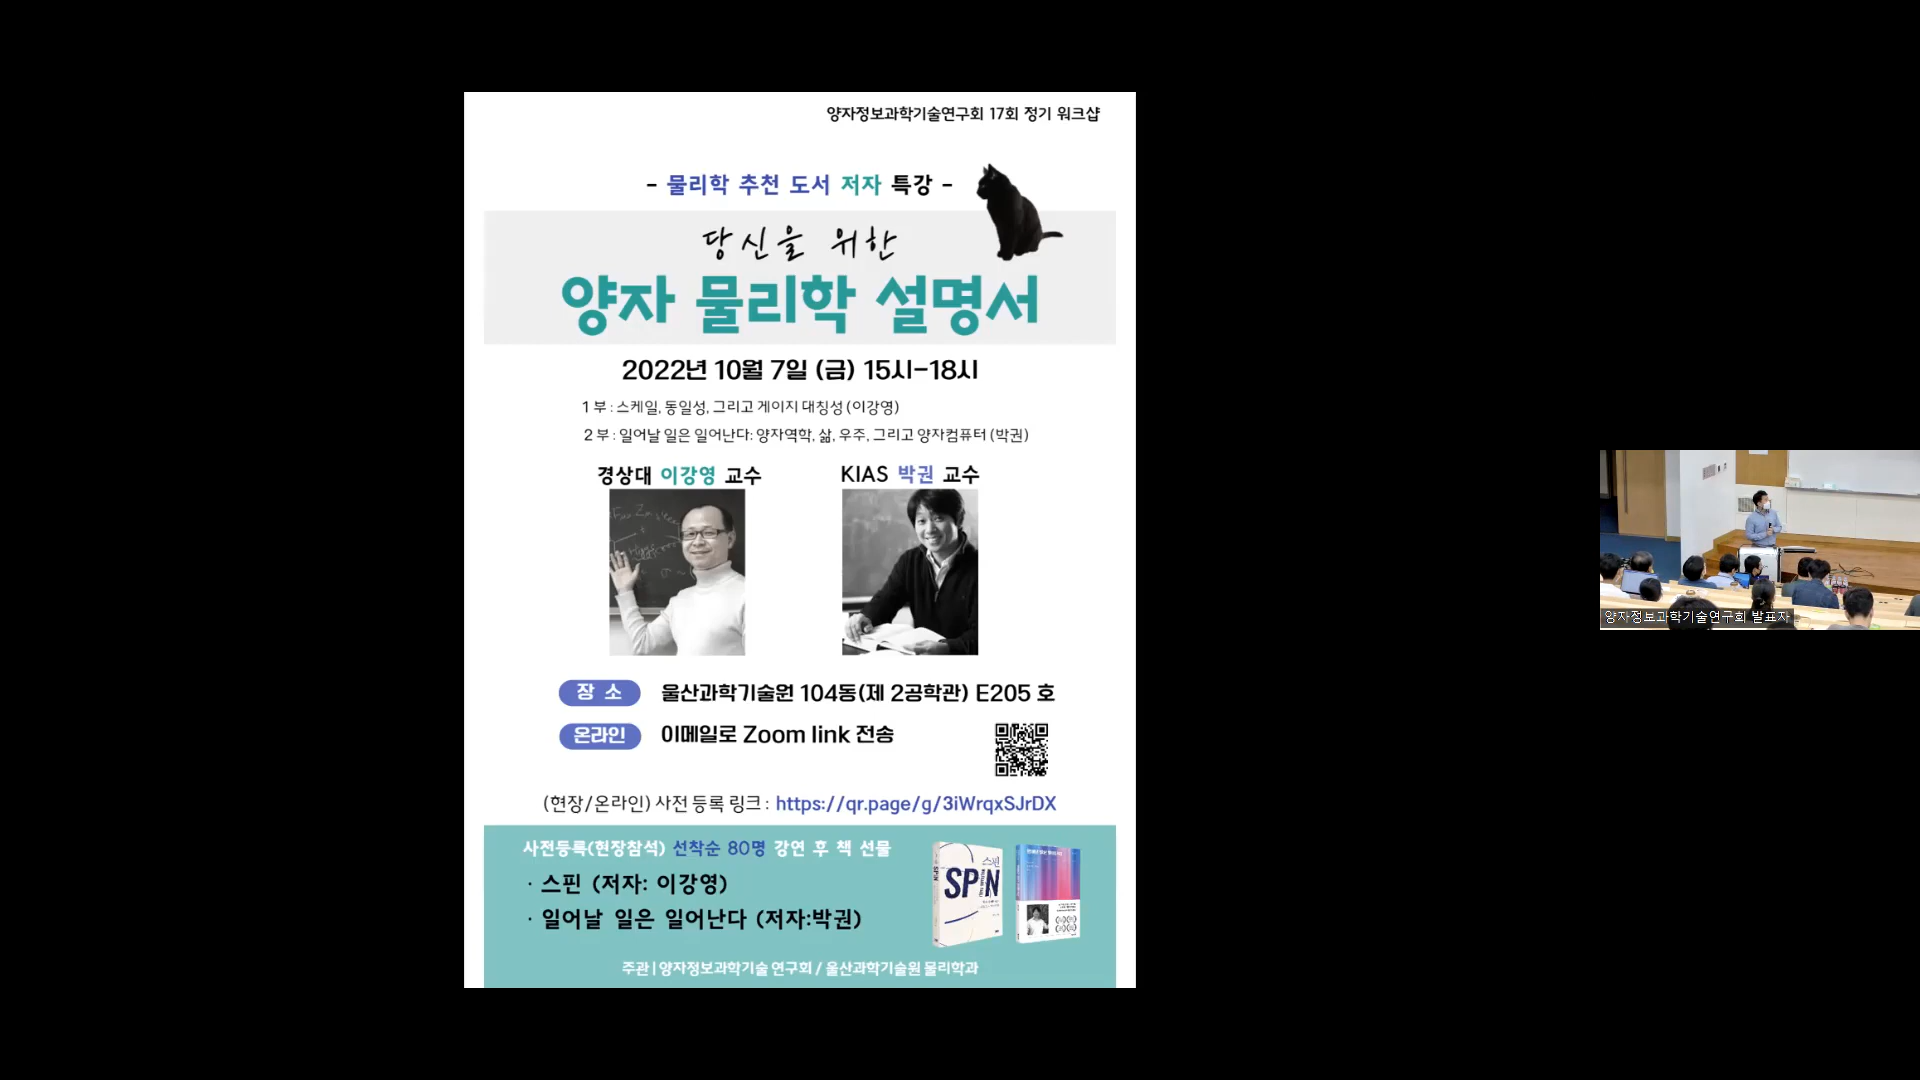 양자정보과학기술연구회 17회 정기 워크샵
- 물리학 추천 도서 저자 특강 -
당신을 위한
양자 물리학 설명서
2022년 10월 7일 (금) 15시-18시
1 부 : 스케일, 동일성, 그리고 게이지 대칭성 (이강영)
2 부 : 일어날 일은 일어난다: 양자역학, 삶, 우주, 그리고 양자컴퓨터 (박권)
경상대 이강영 교수
KIAS 박권 교수
장 소 울산과학기술원 104동(제 2공학관) E205 호
온라인 이메일로 Zoom link 전송
(현장/온라인) 사전 등록 링크 : https://qr.page/g/3iWrqxSJrDX
사전등록(현장참석) 선착순 80명 강연 후 책 선물
· 스핀 (저자: 이강영)
· 일어날 일은 일어난다 (저자:박권)
스핀
SPIN
주관 | 양자정보과학기술 연구회 / 울산과학기술원 물리학과
양자정보과학기술연구회 발표자